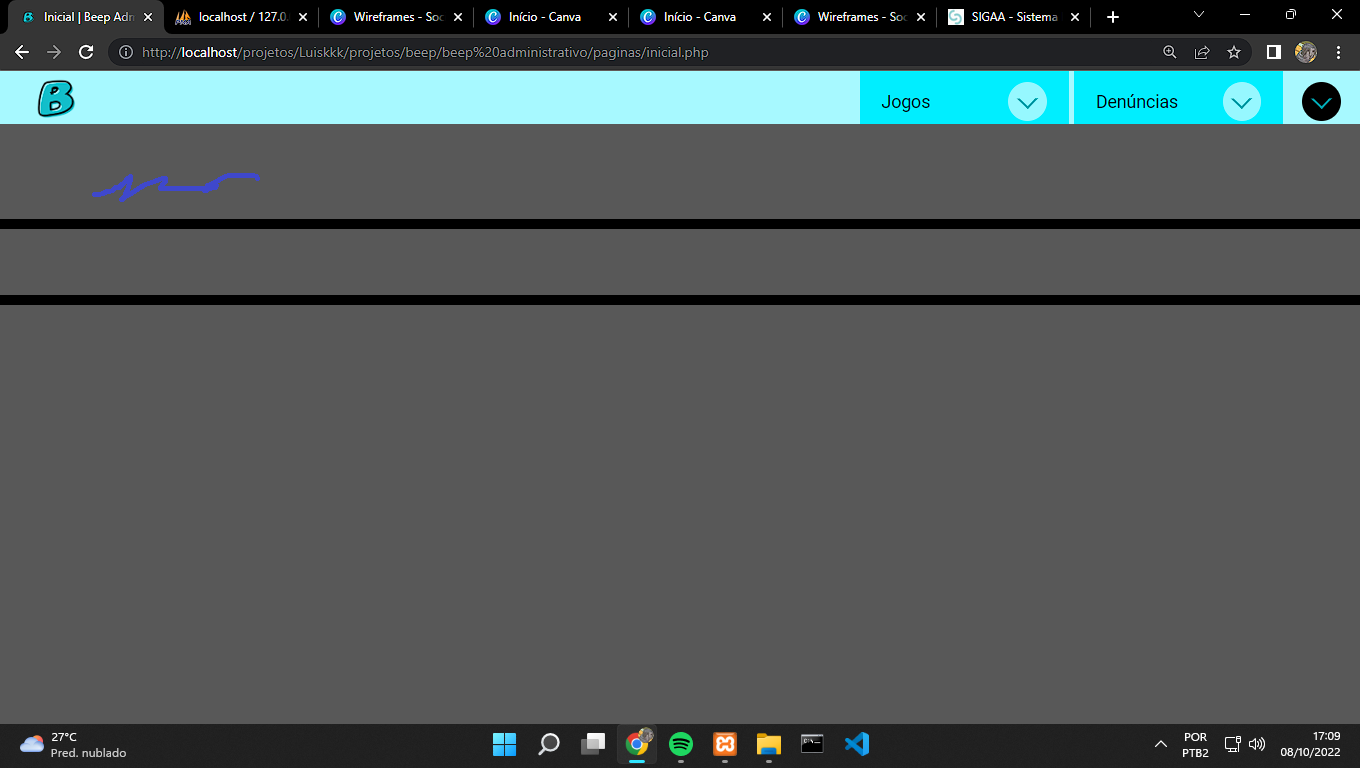 Inicial | Beep Adm
localhost / 127.0.
Wireframes - Soc
Início - Canva
Início - Canva
Wireframes - Soc
SIGAA - Sistema
http://localhost/projetos/Luiskkk/projetos/beep/beep%20administrativo/paginas/inicial.php
B
Jogos
Denúncias
27°C
Pred. nublado
POR
PTB2
17:09
08/10/2022